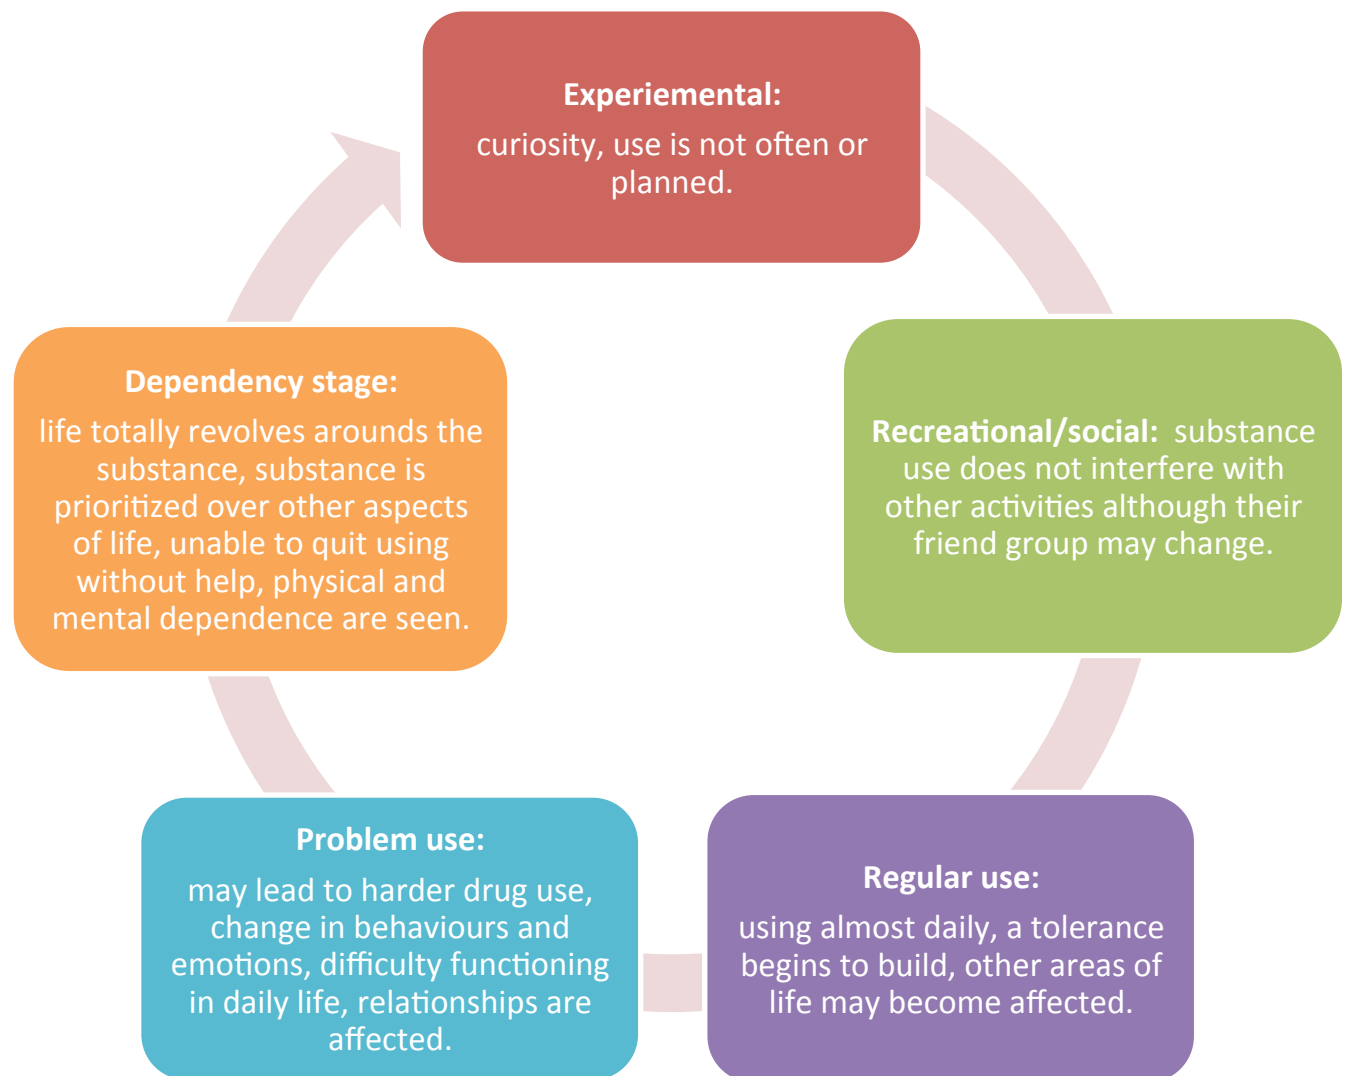 Experiemental:
curiosity, use is not often or
planned.
Recreational/social:  substance
use does not interfere with
other activities although their
friend group may change.
Regular use:
using almost daily, a tolerance
begins to build, other areas of
life may become affected.
Problem use:
may lead to harder drug use,
change in behaviours and
emotions, difficulty functioning
in daily life, relationships are
affected.
Dependency stage:
life totally revolves arounds the
substance, substance is
prioritized over other aspects
of life, unable to quit using
without help, physical and
mental dependence are seen.